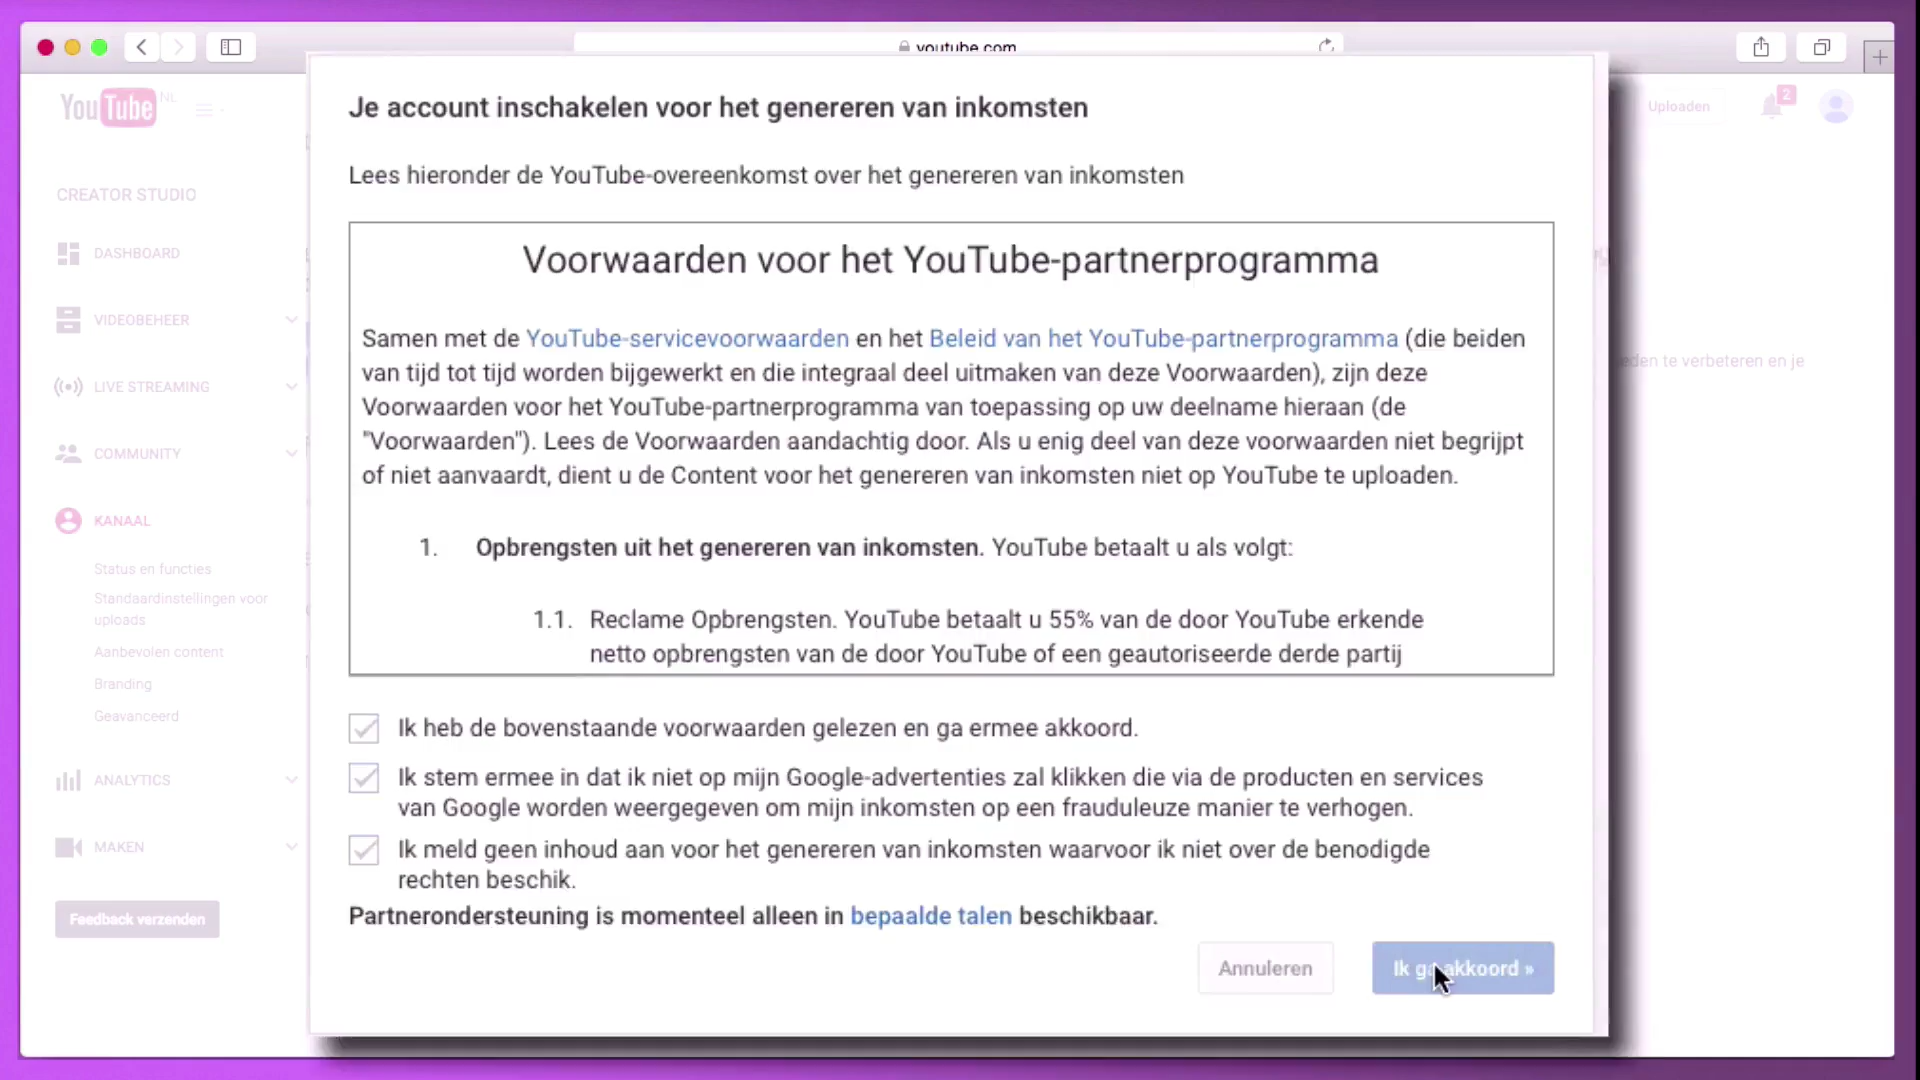 youtube.com
YouTube NL
Uploaden
2
Je account inschakelen voor het genereren van inkomsten
Lees hieronder de YouTube-overeenkomst over het genereren van inkomsten
CREATOR STUDIO
DASHBOARD
VIDEOBEHEER
LIVE STREAMING
COMMUNITY
KANAAL
Status en functies
Standaardinstellingen voor
uploads
Aanbevolen content
Branding
Geavanceerd
ANALYTICS
MAKEN
Feedback verzenden
Voorwaarden voor het YouTube-partnerprogramma
Samen met de YouTube-servicevoorwaarden en het Beleid van het YouTube-partnerprogramma (die beiden
van tijd tot tijd worden bijgewerkt en die integraal deel uitmaken van deze Voorwaarden), zijn deze
Voorwaarden voor het YouTube-partnerprogramma van toepassing op uw deelname hieraan (de
"Voorwaarden"). Lees de Voorwaarden aandachtig door. Als u enig deel van deze voorwaarden niet begrijpt
of niet aanvaardt, dient u de Content voor het genereren van inkomsten niet op YouTube te uploaden.
1. Opbrengsten uit het genereren van inkomsten. YouTube betaalt u als volgt:
1.1. Reclame Opbrengsten. YouTube betaalt u 55% van de door YouTube erkende
netto opbrengsten van de door YouTube of een geautoriseerde derde partij
te verbeteren en je
Ik heb de bovenstaande voorwaarden gelezen en ga ermee akkoord.
Ik stem ermee in dat ik niet op mijn Google-advertenties zal klikken die via de producten en services
van Google worden weergegeven om mijn inkomsten op een frauduleuze manier te verhogen.
Ik meld geen inhoud aan voor het genereren van inkomsten waarvoor ik niet over de benodigde
rechten beschik.
Partnerondersteuning is momenteel alleen in bepaalde talen beschikbaar.
Annuleren
Ik ga akkoord »